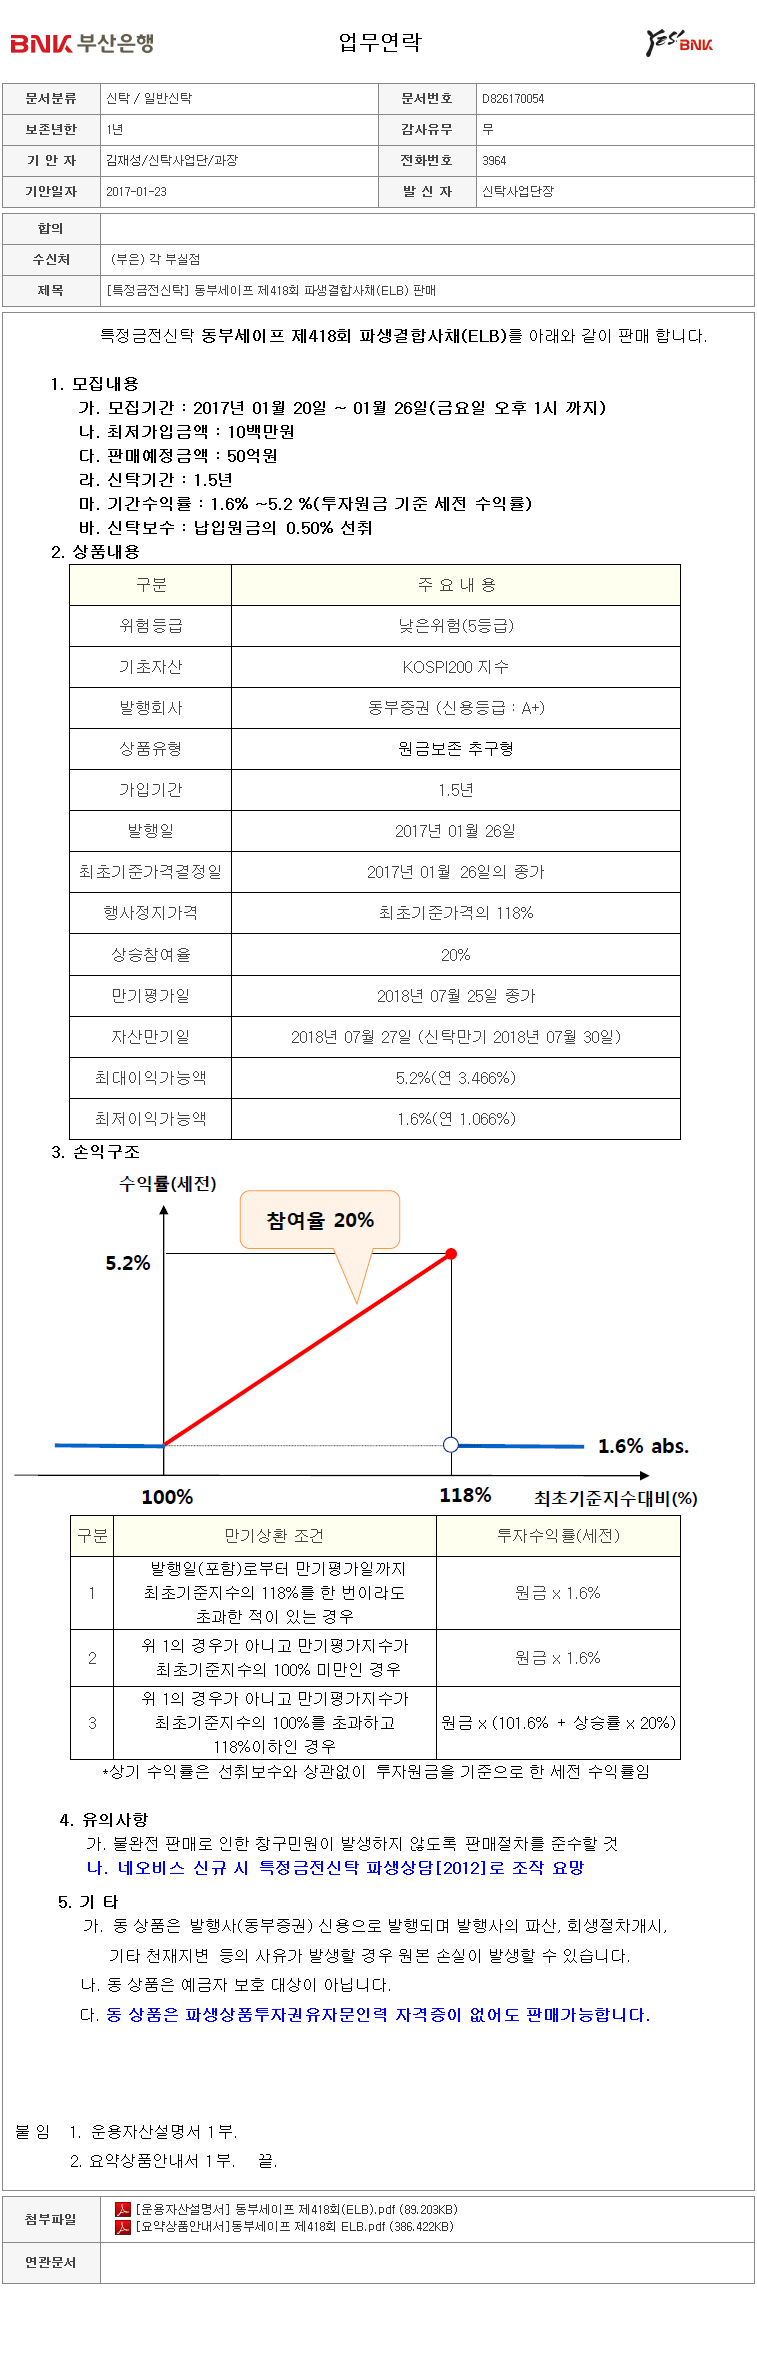 BNK 부산은행
업무연락
YES! BNK
문서분류 신탁 / 일반신탁 문서번호 D826170054
보존년한 1년 감사유무 무
기 안 자 김재성/신탁사업단/과장 전화번호 3964
기안일자 2017-01-23 발 신 자 신탁사업단장
합의
수신처 (부은) 각 부실점
제목 [특정금전신탁] 동부세이프 제418회 파생결합사채(ELB) 판매
특정금전신탁 동부세이프 제418회 파생결합사채(ELB)를 아래와 같이 판매 합니다.
1. 모집내용
가. 모집기간 : 2017년 01월 20일 ~ 01월 26일(금요일 오후 1시 까지)
나. 최저가입금액 : 10백만원
다. 판매예정금액 : 50억원
라. 신탁기간 : 1.5년
마. 기간수익률 : 1.6% ~5.2 %(투자원금 기준 세전 수익률)
바. 신탁보수 : 납입원금의 0.50% 선취
2. 상품내용
구분 주 요 내 용
위험등급 낮은위험(5등급)
기초자산 KOSPI200 지수
발행회사 동부증권 (신용등급 : A+)
상품유형 원금보존 추구형
가입기간 1.5년
발행일 2017년 01월 26일
최초기준가격결정일 2017년 01월 26일의 종가
행사정지가격 최초기준가격의 118%
상승참여율 20%
만기평가일 2018년 07월 25일 종가
자산만기일 2018년 07월 27일 (신탁만기 2018년 07월 30일)
최대이익가능액 5.2%(연 3.466%)
최저이익가능액 1.6%(연 1.066%)
3. 손익구조
수익률(세전)
참여율 20%
5.2%
1.6% abs.
100%
118%
최초기준지수대비(%)
구분 만기상환 조건 투자수익률(세전)
1 발행일(포함)로부터 만기평가일까지
최초기준지수의 118%를 한 번이라도
초과한 적이 있는 경우
원금 x 1.6%
2 위 1의 경우가 아니고 만기평가지수가
최초기준지수의 100% 미만인 경우
원금 x 1.6%
3 위 1의 경우가 아니고 만기평가지수가
최초기준지수의 100%를 초과하고
118%이하인 경우
원금 x (101.6% + 상승률 x 20%)
*상기 수익률은 선취보수와 상관없이 투자원금을 기준으로 한 세전 수익률임
4. 유의사항
가. 불완전 판매로 인한 창구민원이 발생하지 않도록 판매절차를 준수할 것
나. 네오비스 신규 시 특정금전신탁 파생상담[2012]로 조작 요망
5. 기 타
가. 동 상품은 발행사(동부증권) 신용으로 발행되며 발행사의 파산, 회생절차개시,
기타 천재지변 등의 사유가 발생할 경우 원본 손실이 발생할 수 있습니다.
나. 동 상품은 예금자 보호 대상이 아닙니다.
다. 동 상품은 파생상품투자권유자문인력 자격증이 없어도 판매가능합니다.
붙 임 1. 운용자산설명서 1부.
2. 요약상품안내서 1부. 끝.
첨부파일
[운용자산설명서] 동부세이프 제418회(ELB).pdf (89.203KB)
[요약상품안내서]동부세이프 제418회 ELB.pdf (386.422KB)
연관문서